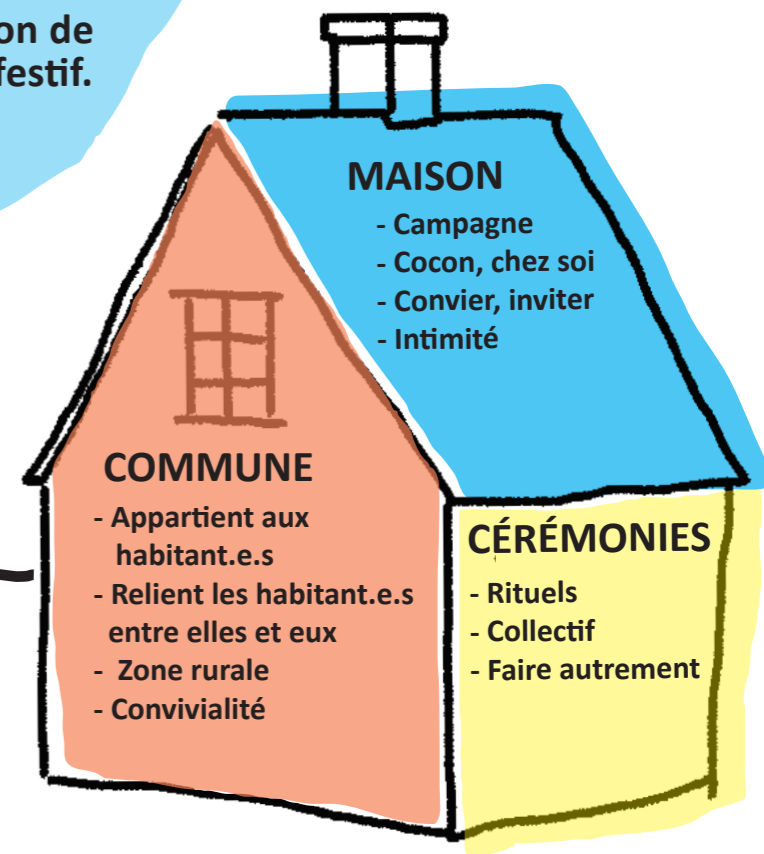 on de
festif.
MAISON
- Campagne
- Cocon, chez soi
- Convier, inviter
- Intimité
COMMUNE
- Appartient aux
habitant.e.s
- Relient les habitant.e.s
entre elles et eux
- Zone rurale
- Convivialité
CÉRÉMONIES
- Rituels
- Collectif
- Faire autrement